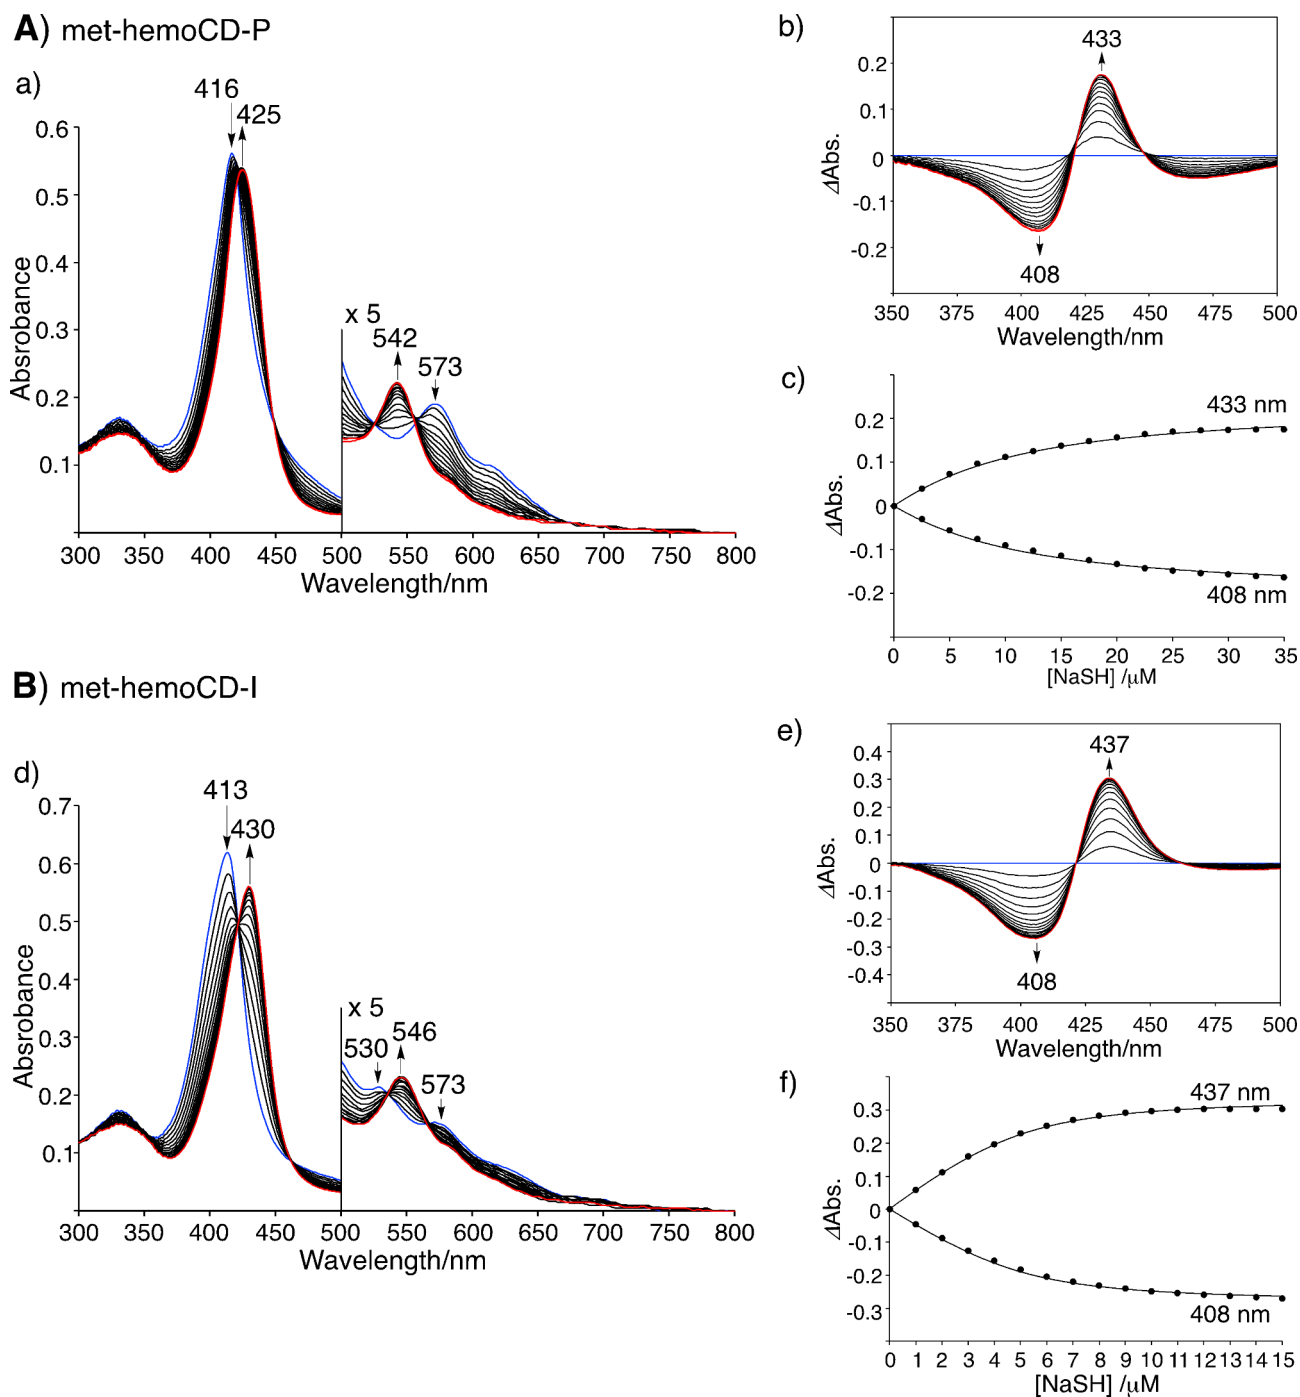 A) met-hemoCD-P
a)
416
425
0.6
0.5
0.4
0.3
0.2
0.1
Absrobance
x 5
542
573
300 350 400 450 500 550 600 650 700 750 800
Wavelength/nm
b)
433
0.2
0.1
0
-0.1
-0.2
ΔAbs.
408
350 375 400 425 450 475 500
Wavelength/nm
c)
433 nm
0.2
0.1
0
-0.1
-0.2
ΔAbs.
408 nm
0 5 10 15 20 25 30 35
[NaSH] /μM
B) met-hemoCD-I
d)
413
430
0.7
0.6
0.5
0.4
0.3
0.2
0.1
Absrobance
x 5
530
546
573
300 350 400 450 500 550 600 650 700 750 800
Wavelength/nm
e)
437
0.4
0.3
0.2
0.1
0
-0.1
-0.2
-0.3
-0.4
ΔAbs.
408
350 375 400 425 450 475 500
Wavelength/nm
f)
437 nm
0.3
0.2
0.1
0
-0.1
-0.2
-0.3
ΔAbs.
408 nm
0 1 2 3 4 5 6 7 8 9 10 11 12 13 14 15
[NaSH] /μM